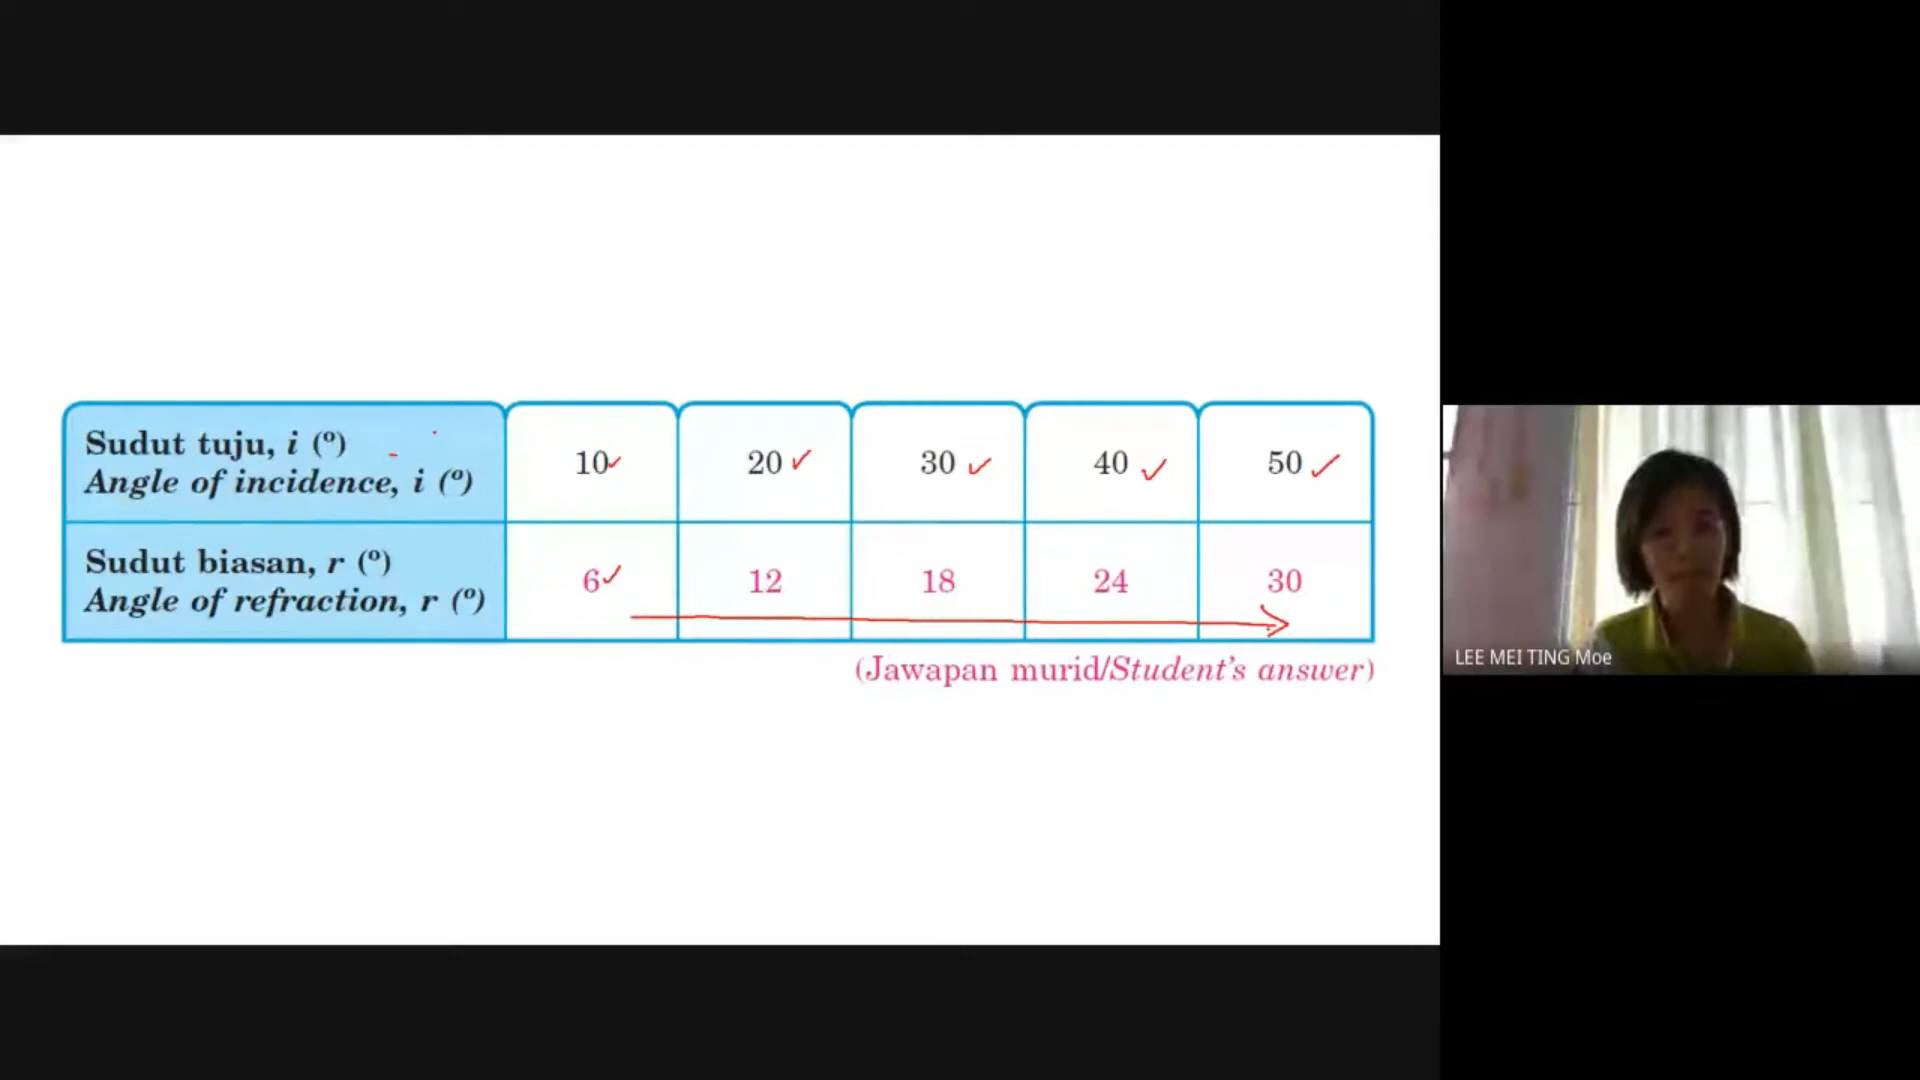 Sudut tuju, i (º)
Angle of incidence, i (º)
10 20 30 40 50
Sudut biasan, r (º)
Angle of refraction, r (º)
6 12 18 24 30
(Jawapan murid/Student's answer)
LEE MEI TING Moe